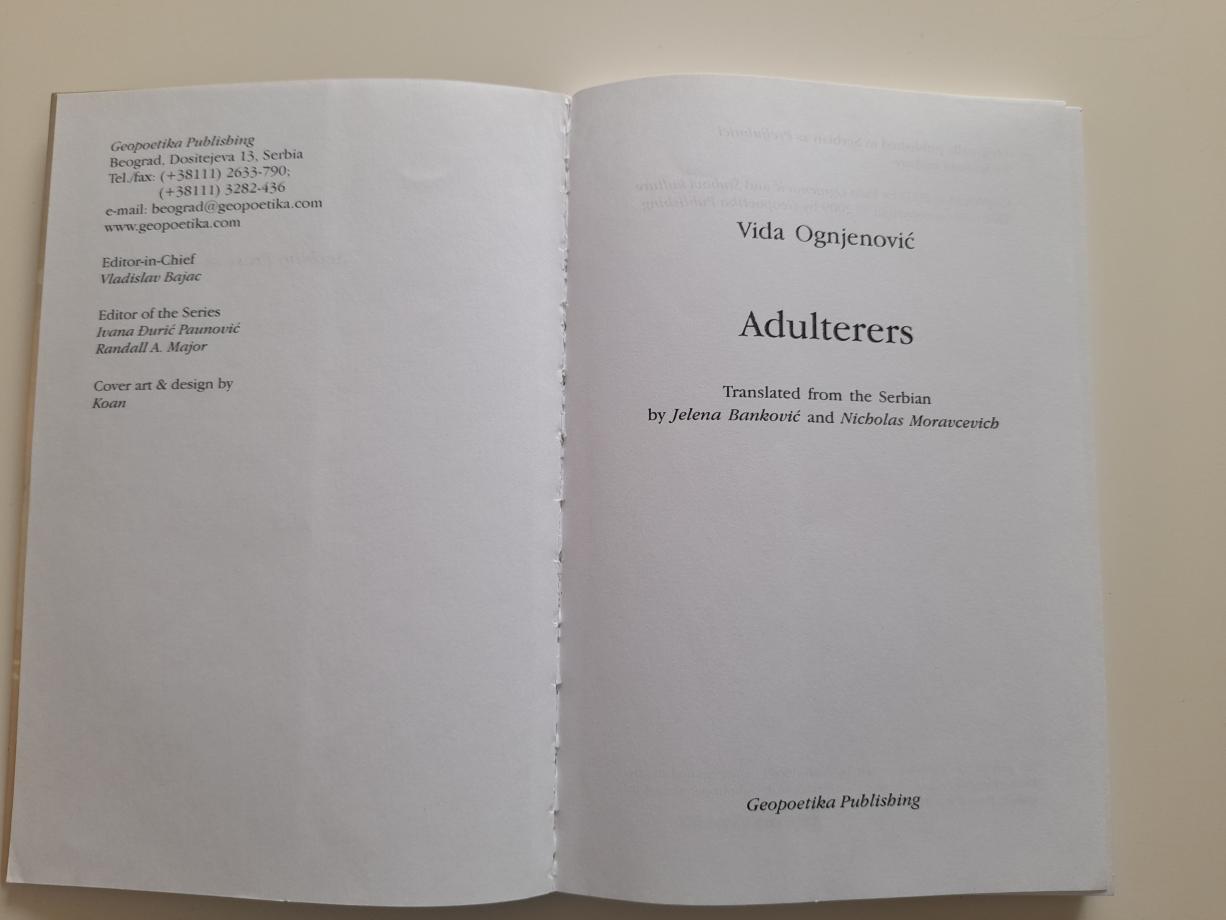 Geopoetika Publishing
Beograd, Dositejeva 13, Serbia
Tel./fax: (+38111) 2633-790;
(+38111) 3282-436
e-mail: beograd@geopoetika.com
www.geopoetika.com
Editor-in-Chief
Vladislav Bajac
Editor of the Series
Ivana Đurić Paunović
Randall A. Major
Cover art & design by
Koan
Vida Ognjenović
Adulterers
Translated from the Serbian
by Jelena Banković and Nicholas Moravcevich
Geopoetika Publishing